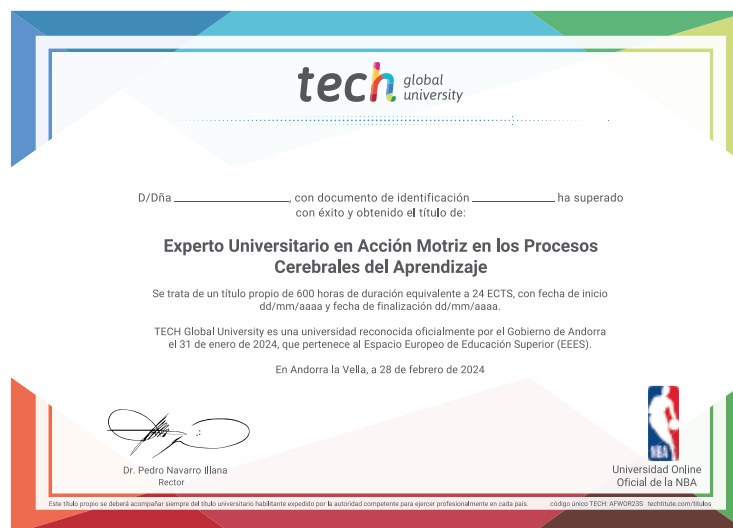 tech global university
D/Dña ____________, con documento de identificación ____________ ha superado
con éxito y obtenido el título de:
Experto Universitario en Acción Motriz en los Procesos
Cerebrales del Aprendizaje
Se trata de un título propio de 600 horas de duración equivalente a 24 ECTS, con fecha de inicio
dd/mm/aaaa y fecha de finalización dd/mm/aaaa.
TECH Global University es una universidad reconocida oficialmente por el Gobierno de Andorra
el 31 de enero de 2024, que pertenece al Espacio Europeo de Educación Superior (EEES).
En Andorra la Vella, a 28 de febrero de 2024
Dr. Pedro Navarro Illana
Rector
NBA
Universidad Online
Oficial de la NBA
Este título propio se deberá acompañar siempre del título universitario habilitante expedido por la autoridad competente para ejercer profesionalmente en cada país. código único TECH: AFWOR23S techtitute.com/titulos